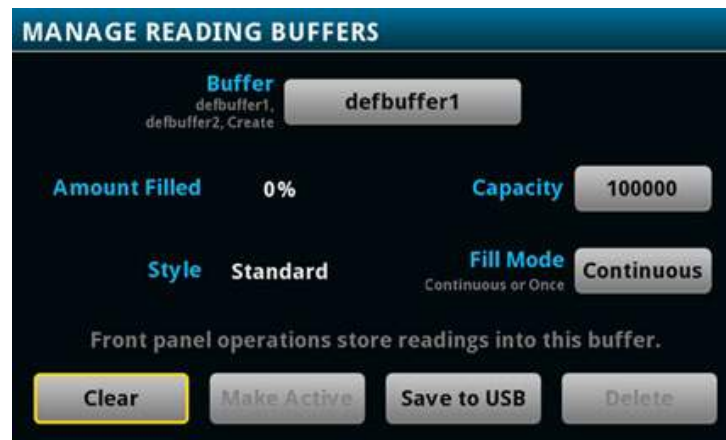 MANAGE READING BUFFERS
Buffer
defbuffer1,
defbuffer2, Create
defbuffer1
Amount Filled 0% Capacity 100000
Style Standard Fill Mode Continuous
Continuous or Once
Front panel operations store readings into this buffer.
Clear Make Active Save to USB Delete